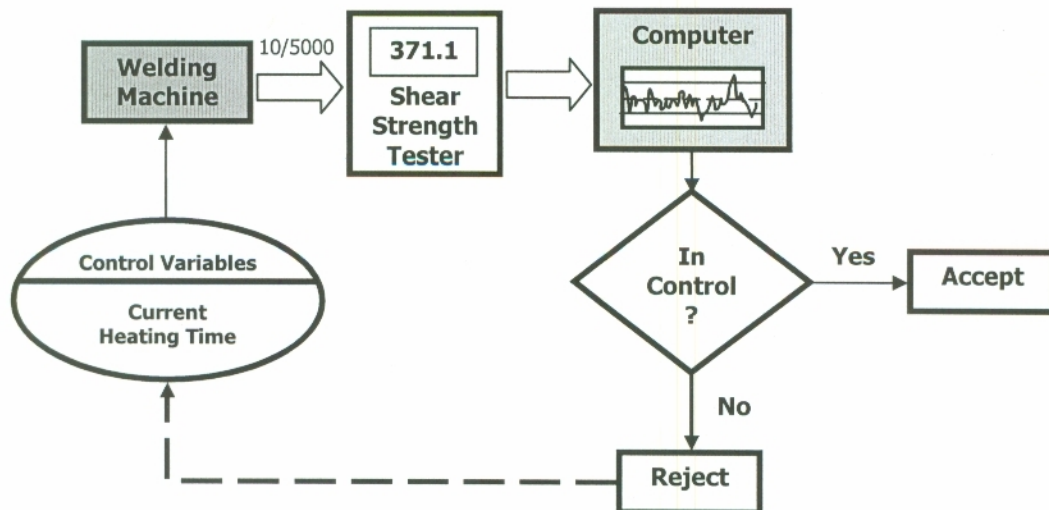 Welding
Machine
10/5000
371.1
Shear
Strength
Tester
Computer
In
Control
?
Yes
Accept
No
Reject
Control Variables
Current
Heating Time